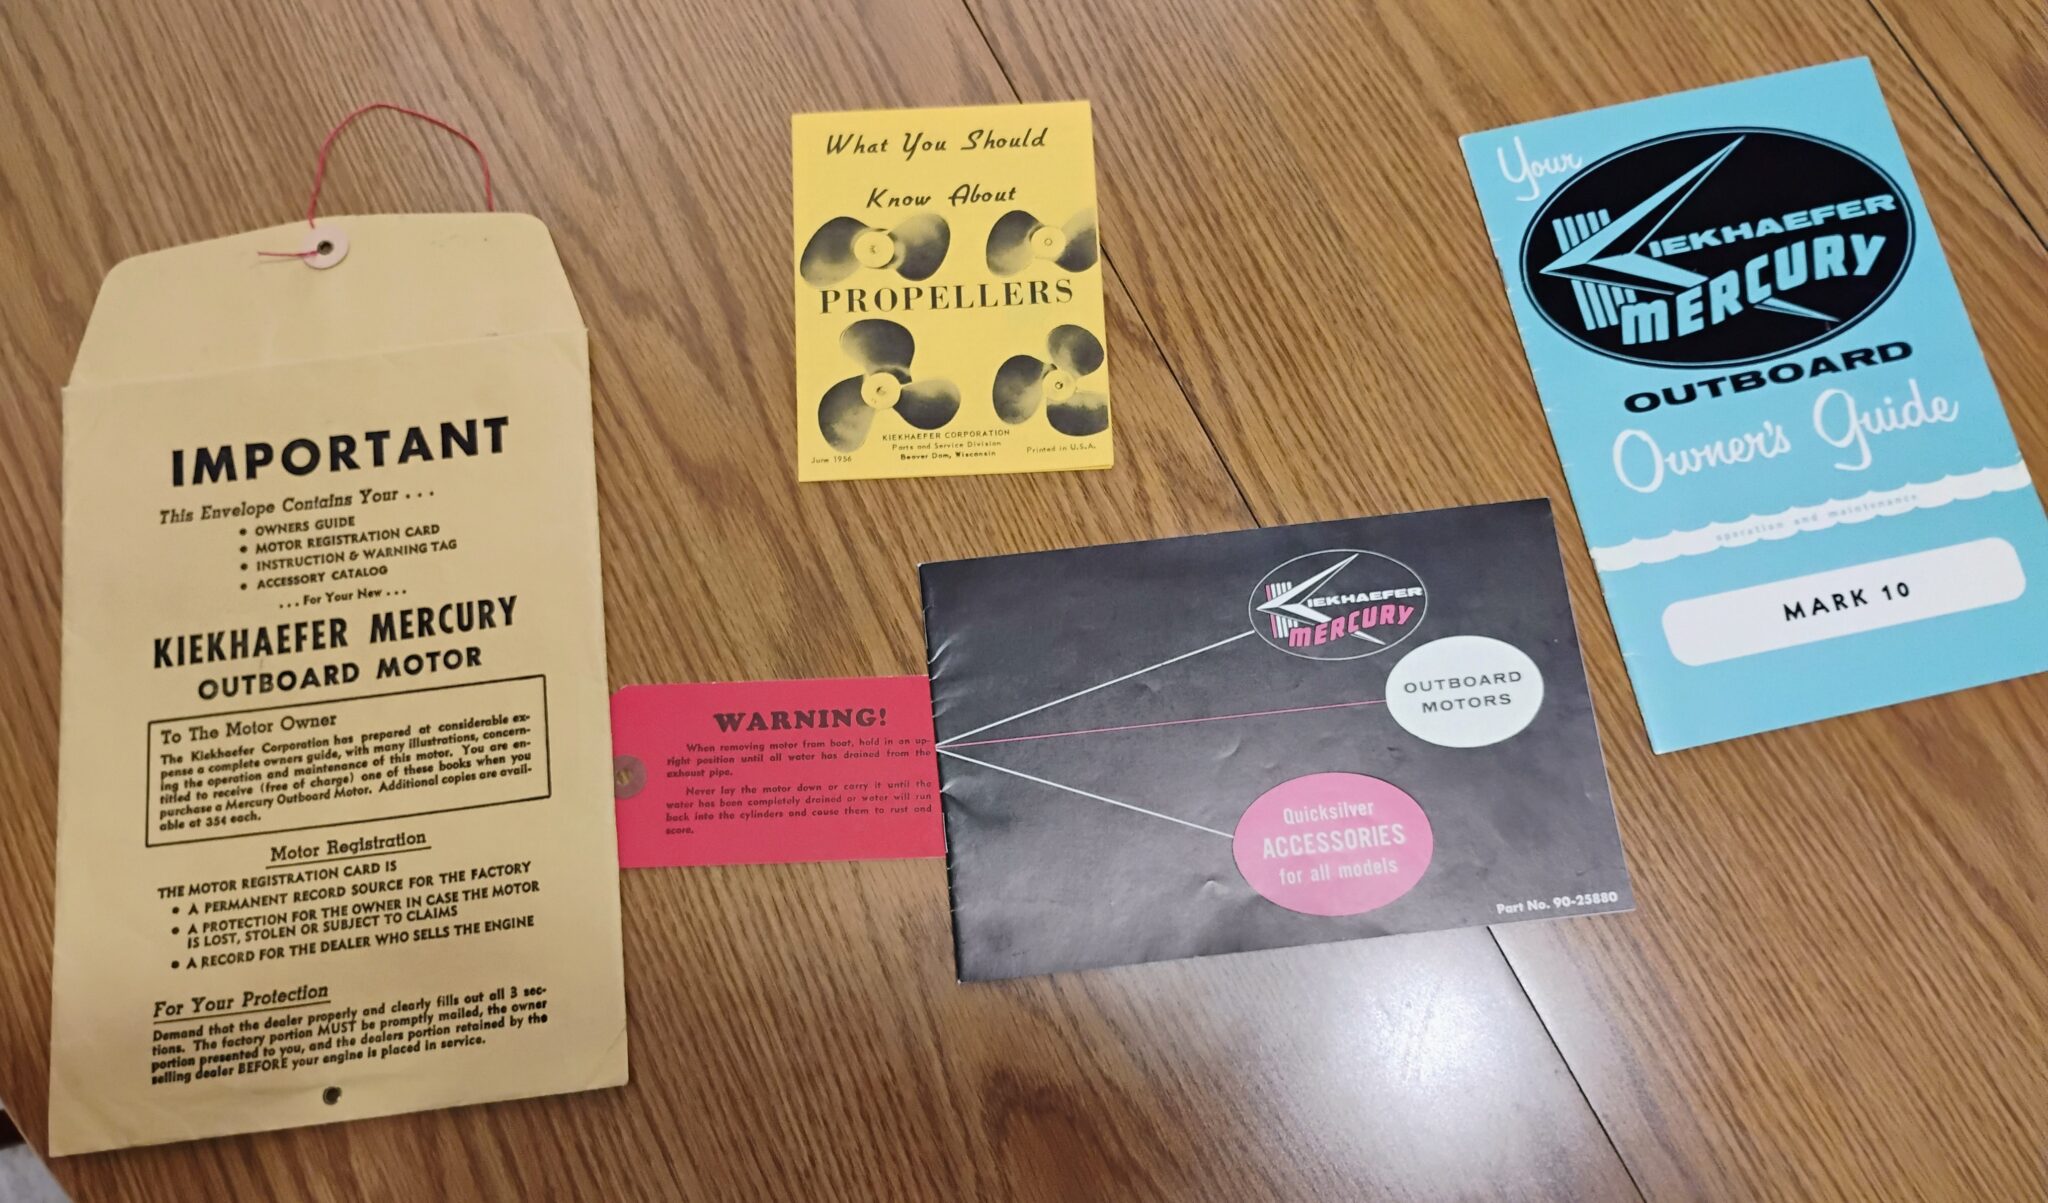 IMPORTANT
This Envelope Contains Your . . .
• OWNERS GUIDE
• MOTOR REGISTRATION CARD
• INSTRUCTION & WARNING TAG
• ACCESSORY CATALOG
. . . For Your New . . .
KIEKHAEFER MERCURY
OUTBOARD MOTOR
To The Motor Owner
The Kiekhaefer Corporation has prepared at considerable ex-
pense a complete owners guide, with many illustrations, concern-
ing the operation and maintenance of this motor. You are en-
titled to receive (free of charge) one of these books when you
purchase a Mercury Outboard Motor. Additional copies are avail-
able at 35¢ each.
Motor Registration
THE MOTOR REGISTRATION CARD IS
• A PERMANENT RECORD SOURCE FOR THE FACTORY
• A PROTECTION FOR THE OWNER IN CASE THE MOTOR
IS LOST, STOLEN OR SUBJECT TO CLAIMS
• A RECORD FOR THE DEALER WHO SELLS THE ENGINE
For Your Protection
Demand that the dealer properly and clearly fills out all 3 sec-
tions. The factory portion MUST be promptly mailed, the owner
portion presented to you, and the dealers portion retained by the
selling dealer BEFORE your engine is placed in service.
What You Should
Know About
PROPELLERS
KIEKHAEFER CORPORATION
Parts and Service Division
Beaver Dam, Wisconsin
June 1956
Printed in U.S.A.
WARNING!
When removing motor from boat, hold in an up-
right position until all water has drained from the
exhaust pipe.
Never lay the motor down or carry it until the
water has been completely drained or water will run
back into the cylinders and cause them to rust and
score.
KIEKHAEFER
MERCURY
OUTBOARD
MOTORS
Quicksilver
ACCESSORIES
for all models
Part No. 90-25880
Your
KIEKHAEFER
MERCURY
OUTBOARD
Owner's Guide
operation and maintenance
MARK 10